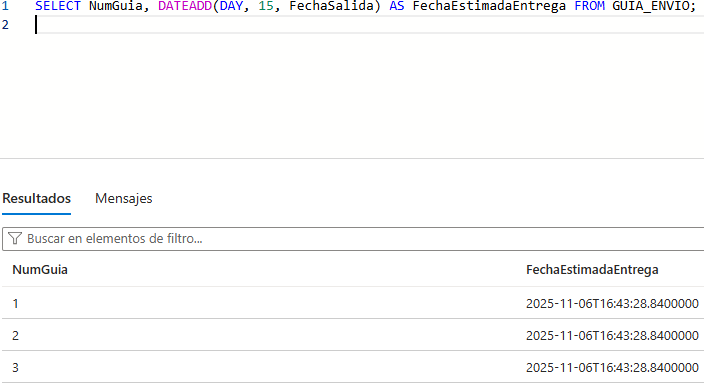 1 SELECT NumGuia, DATEADD(DAY, 15, FechaSalida) AS FechaEstimadaEntrega FROM GUIA_ENVIO;
2
Resultados Mensajes
Buscar en elementos de filtro...
NumGuia FechaEstimadaEntrega
1 2025-11-06T16:43:28.8400000
2 2025-11-06T16:43:28.8400000
3 2025-11-06T16:43:28.8400000